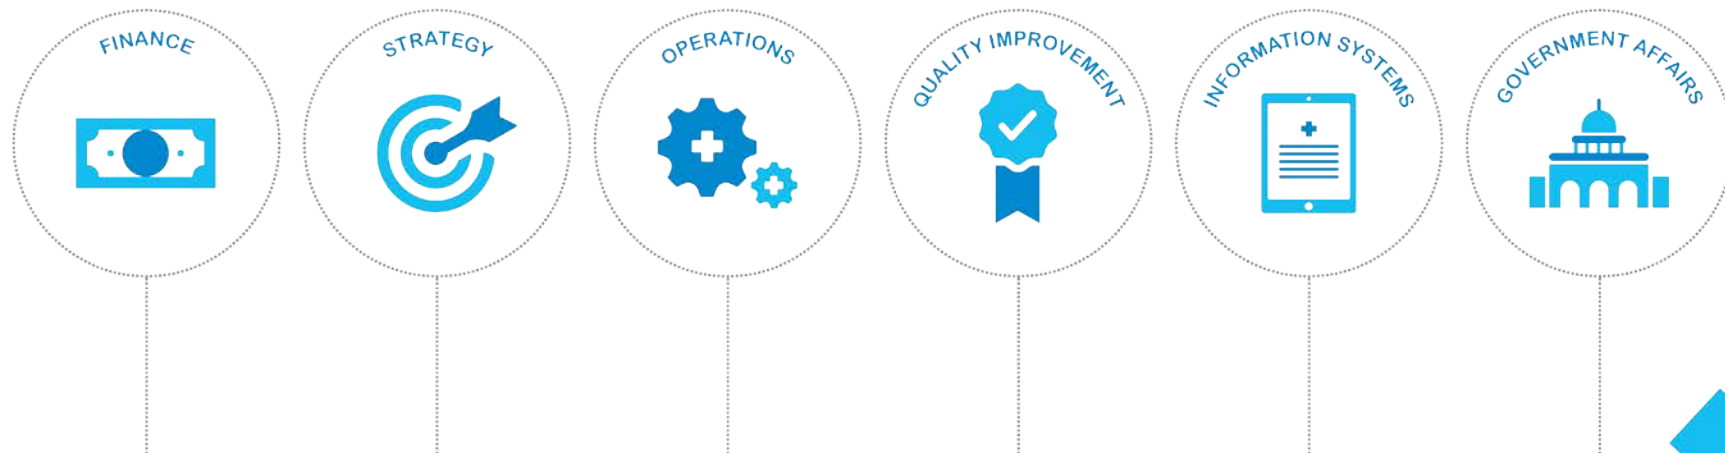 FINANCE
STRATEGY
OPERATIONS
QUALITY IMPROVEMENT
INFORMATION SYSTEMS
GOVERNMENT AFFAIRS